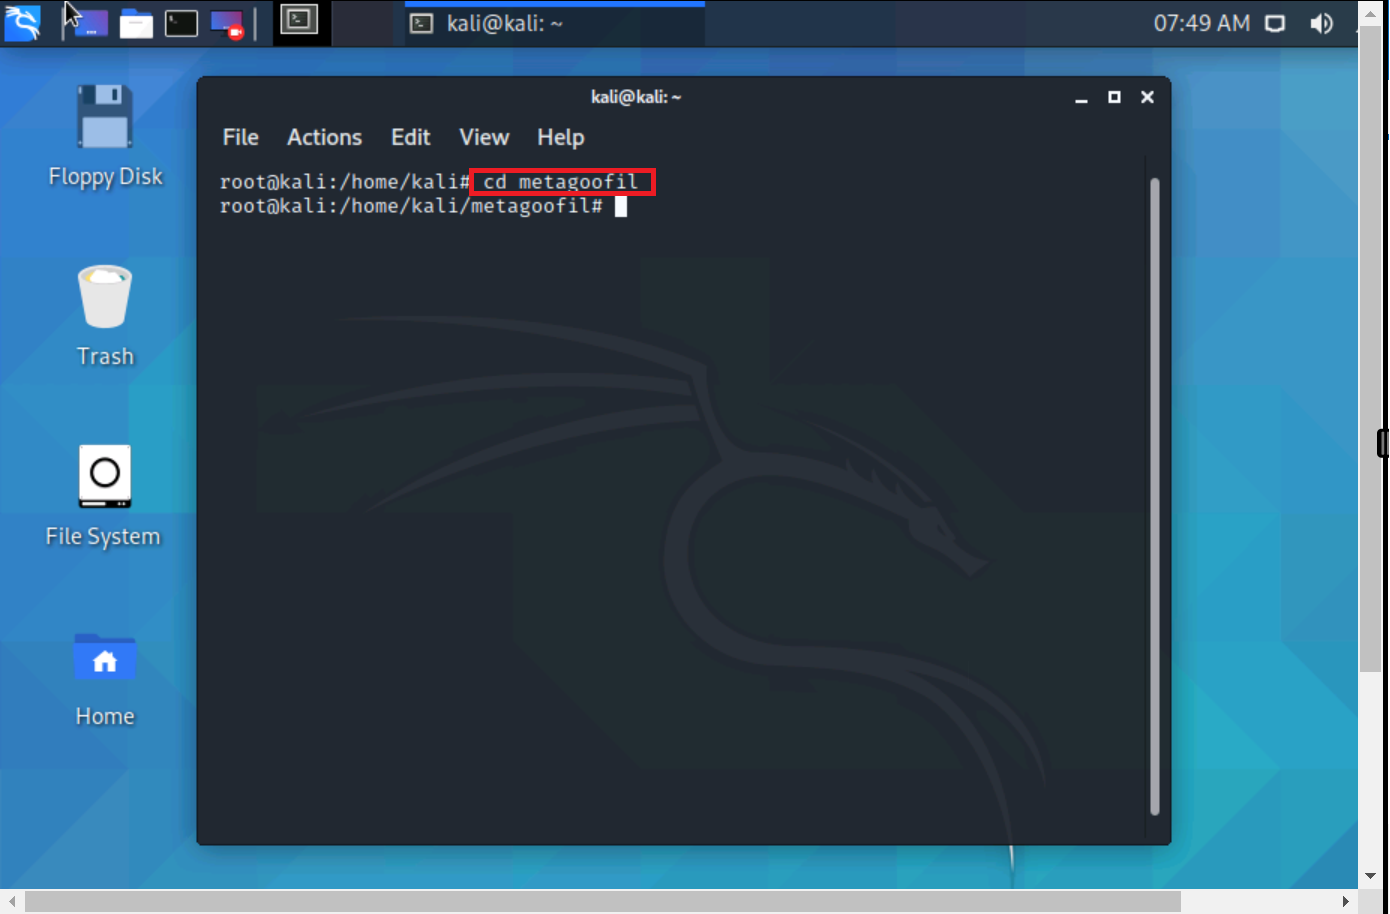 kali@kali: ~
07:49 AM
Floppy Disk
Trash
File System
Home
kali@kali: ~
File Actions Edit View Help
root@kali:/home/kali# cd metagoofil
root@kali:/home/kali/metagoofil#